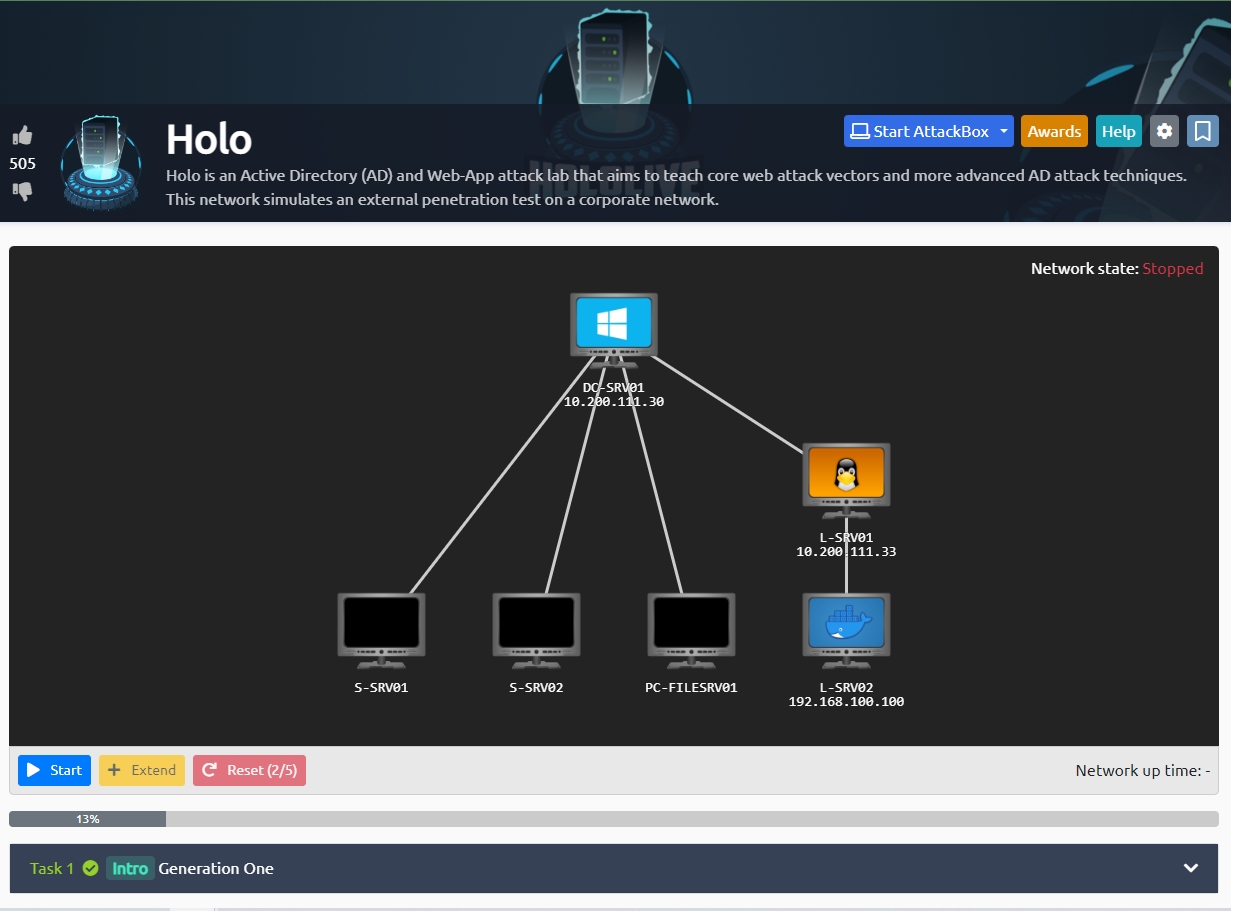 HOLOLIVE
505
Holo
Start AttackBox
Awards
Help
Holo is an Active Directory (AD) and Web-App attack lab that aims to teach core web attack vectors and more advanced AD attack techniques.
This network simulates an external penetration test on a corporate network.
Network state: Stopped
DC-SRV01
10.200.111.30
L-SRV01
10.200.111.33
S-SRV01
S-SRV02
PC-FILESRV01
L-SRV02
192.168.100.100
Start
Extend
Reset (2/5)
Network up time: -
13%
Task 1 Intro Generation One